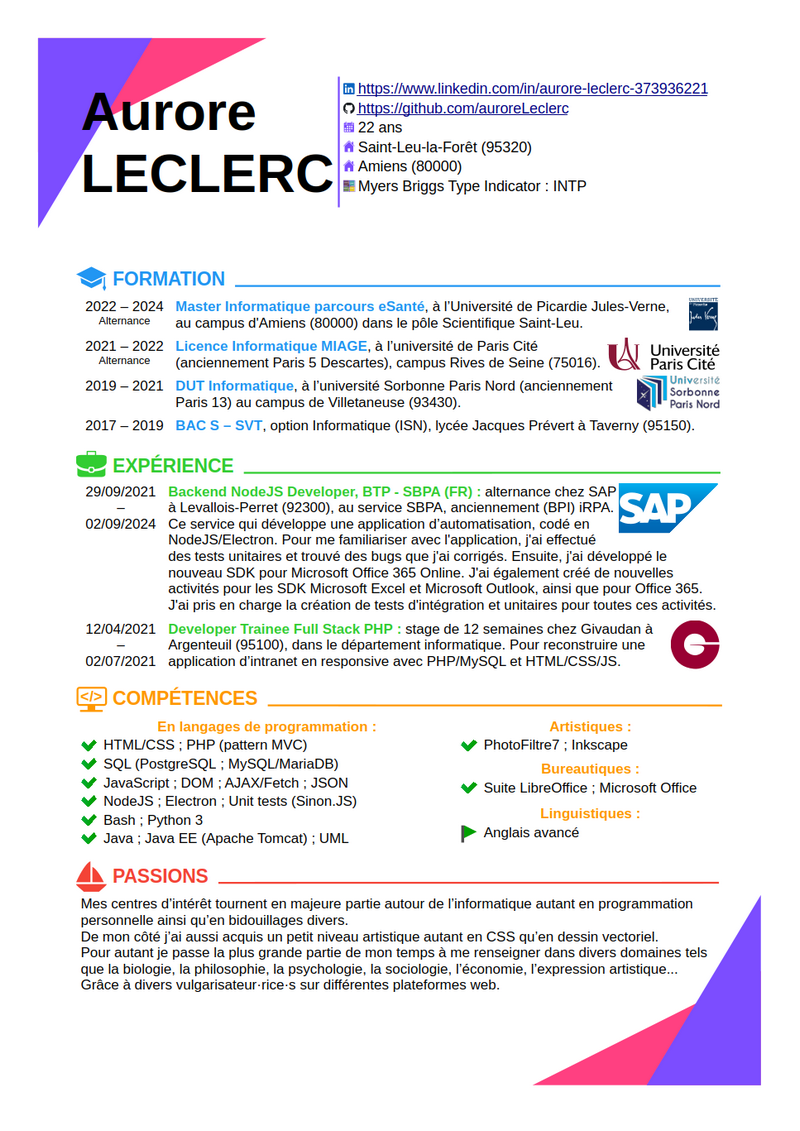 Aurore
LECLERC
https://www.linkedin.com/in/aurore-leclerc-373936221
https://github.com/auroreLeclerc
22 ans
Saint-Leu-la-Forêt (95320)
Amiens (80000)
Myers Briggs Type Indicator : INTP
FORMATION
2022 – 2024 Master Informatique parcours eSanté, à l’Université de Picardie Jules-Verne,
Alternance au campus d'Amiens (80000) dans le pôle Scientifique Saint-Leu.
UNIVERSITÉ
Jules Verne
2021 – 2022 Licence Informatique MIAGE, à l’université de Paris Cité
Alternance (anciennement Paris 5 Descartes), campus Rives de Seine (75016).
Université
Paris Cité
2019 – 2021 DUT Informatique, à l’université Sorbonne Paris Nord (anciennement
Paris 13) au campus de Villetaneuse (93430).
Université
Sorbonne
Paris Nord
2017 – 2019 BAC S – SVT, option Informatique (ISN), lycée Jacques Prévert à Taverny (95150).
EXPÉRIENCE
29/09/2021 Backend NodeJS Developer, BTP - SBPA (FR) : alternance chez SAP
– à Levallois-Perret (92300), au service SBPA, anciennement (BPI) iRPA.
02/09/2024 Ce service qui développe une application d’automatisation, codé en
NodeJS/Electron. Pour me familiariser avec l'application, j'ai effectué
des tests unitaires et trouvé des bugs que j'ai corrigés. Ensuite, j'ai développé le
nouveau SDK pour Microsoft Office 365 Online. J'ai également créé de nouvelles
activités pour les SDK Microsoft Excel et Microsoft Outlook, ainsi que pour Office 365.
J'ai pris en charge la création de tests d'intégration et unitaires pour toutes ces activités.
SAP
12/04/2021 Developer Trainee Full Stack PHP : stage de 12 semaines chez Givaudan à
– Argenteuil (95100), dans le département informatique. Pour reconstruire une
02/07/2021 application d’intranet en responsive avec PHP/MySQL et HTML/CSS/JS.
</> COMPÉTENCES
En langages de programmation :
HTML/CSS ; PHP (pattern MVC)
SQL (PostgreSQL ; MySQL/MariaDB)
JavaScript ; DOM ; AJAX/Fetch ; JSON
NodeJS ; Electron ; Unit tests (Sinon.JS)
Bash ; Python 3
Java ; Java EE (Apache Tomcat) ; UML
Artistiques :
PhotoFiltre7 ; Inkscape
Bureautiques :
Suite LibreOffice ; Microsoft Office
Linguistiques :
Anglais avancé
PASSIONS
Mes centres d’intérêt tournent en majeure partie autour de l’informatique autant en programmation
personnelle ainsi qu’en bidouillages divers.
De mon côté j’ai aussi acquis un petit niveau artistique autant en CSS qu’en dessin vectoriel.
Pour autant je passe la plus grande partie de mon temps à me renseigner dans divers domaines tels
que la biologie, la philosophie, la psychologie, la sociologie, l’économie, l’expression artistique...
Grâce à divers vulgarisateur·rice·s sur différentes plateformes web.